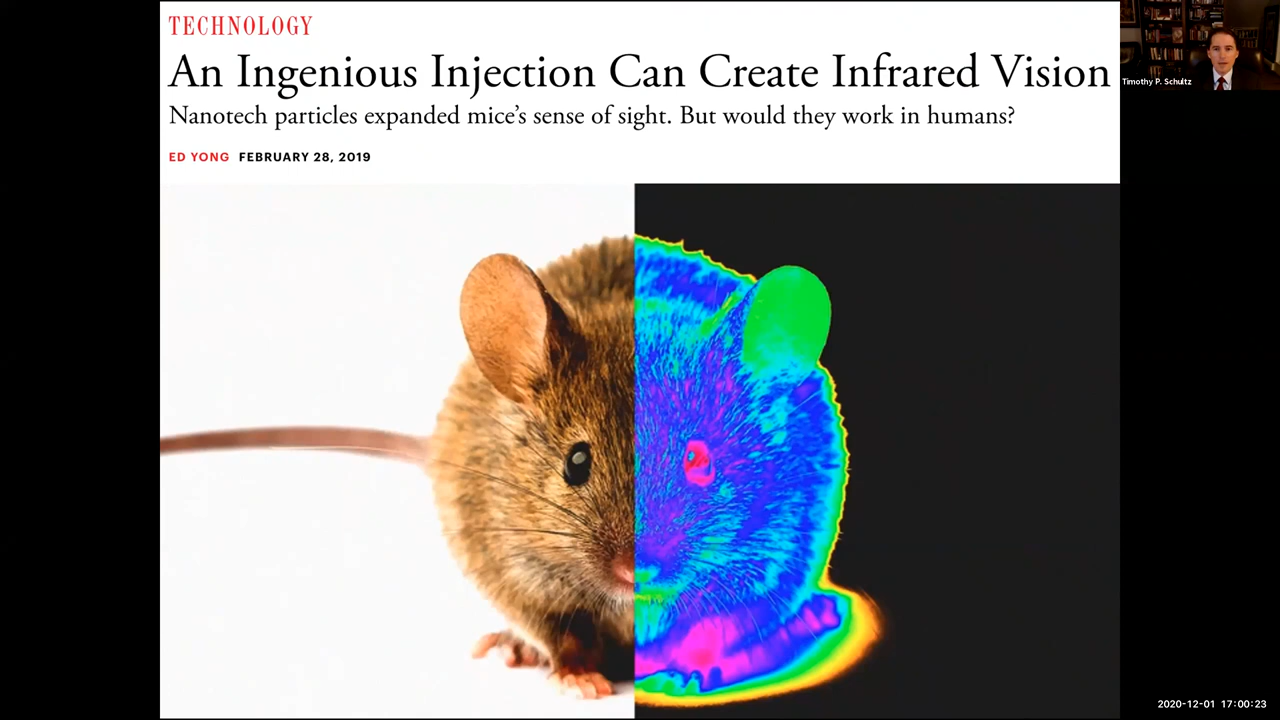 TECHNOLOGY
An Ingenious Injection Can Create Infrared Vision
Nanotech particles expanded mice's sense of sight. But would they work in humans?
ED YONG FEBRUARY 28, 2019
Timothy P. Schultz
2020-12-01 17:00:23